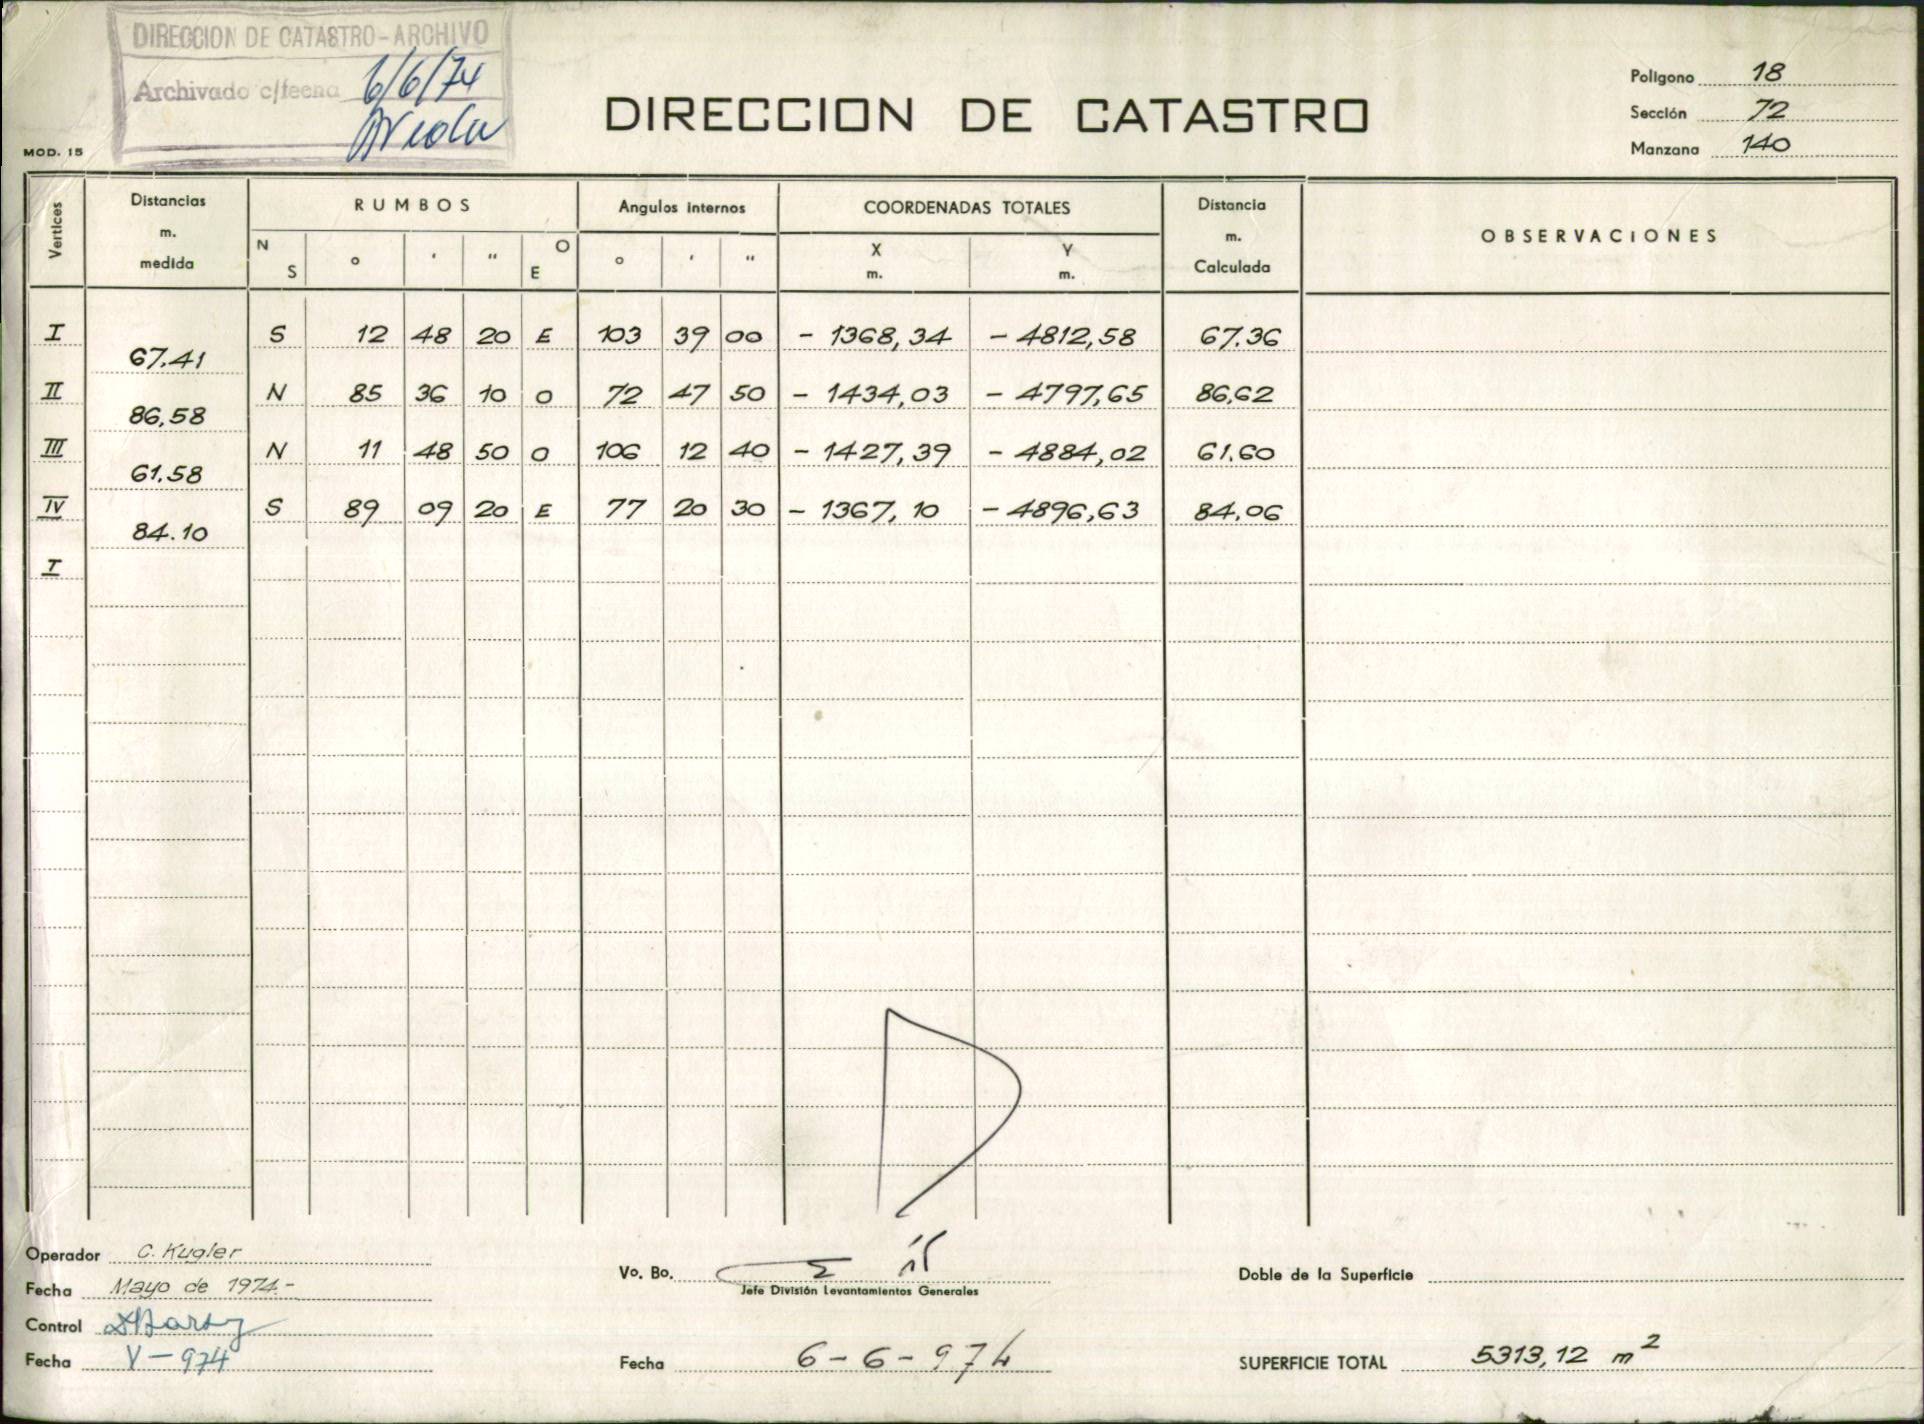 DIRECCION DE CATASTRO-ARCHIVO
Archivado c/fecha 6/6/74
MOD. 15
DIRECCION DE CATASTRO
Polígono 18
Sección 72
Manzana 140
Vertices Distancias m. medida RUMBOS Angulos internos COORDENADAS TOTALES Distancia m. Calculada OBSERVACIONES
N S ° ' " O E ° ' " X m. Y m.
I S 12 48 20 E 103 39 00 - 1368,34 - 4812,58 67.36
67.41
II N 85 36 10 O 72 47 50 - 1434,03 - 4797,65 86,62
86,58
III N 11 48 50 O 106 12 40 - 1427,39 - 4884,02 61.60
61.58
IV S 89 09 20 E 77 20 30 - 1367,10 - 4896,63 84,06
84.10
I
Operador C. Kugler
Fecha Mayo de 1974.-
Control
Fecha V-974
Vo. Bo.
Jefe División Levantamientos Generales
Fecha 6-6-974
Doble de la Superficie
SUPERFICIE TOTAL 5313,12 m²